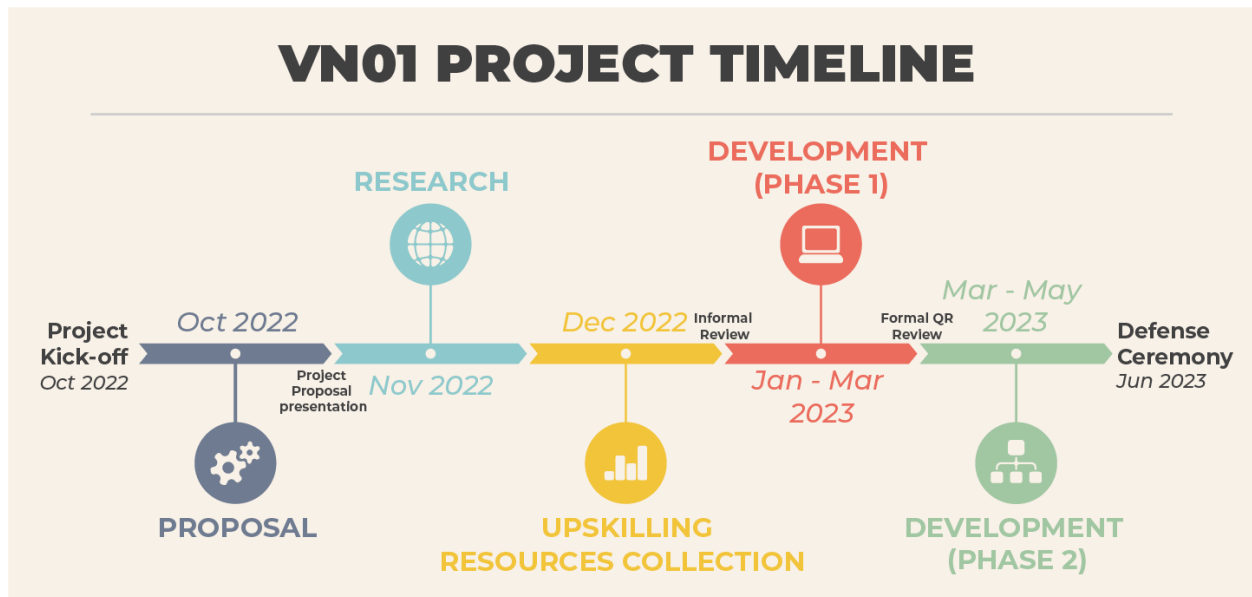 VN01 PROJECT TIMELINE
Project
Kick-off
Oct 2022
Oct 2022
PROPOSAL
Project
Proposal
presentation
RESEARCH
Nov 2022
Dec 2022
UPSKILLING
RESOURCES COLLECTION
Informal
Review
DEVELOPMENT
(PHASE 1)
Jan - Mar
2023
Formal QR
Review
Mar - May
2023
DEVELOPMENT
(PHASE 2)
Defense
Ceremony
Jun 2023